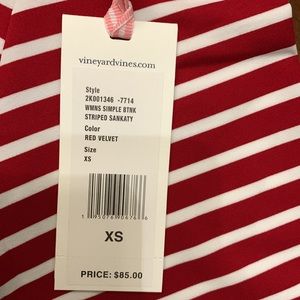 vineyardvines.com
Style
2K001346 -7714
WMNS SIMPLE BTNK
STRIPED SANKATY
Color
RED VELVET
Size
XS
XS
PRICE: $85.00